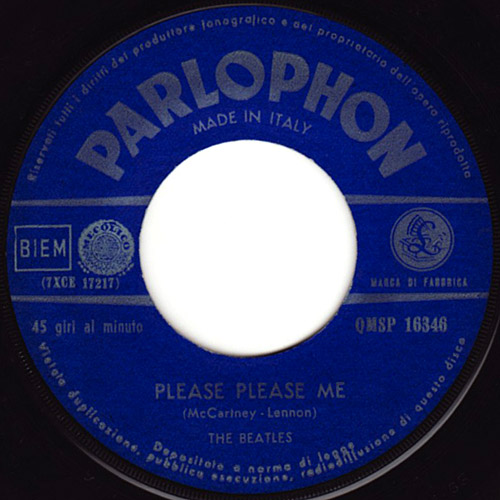 Riservati tutti i diritti del produttore fonografico e del proprietario dell'opera riprodotta
PARLOPHON
MADE IN ITALY
BIEM
MECOLICO
(7XCE 17217)
MARCA DI FABBRICA
45 giri al minuto
QMSP 16346
PLEASE PLEASE ME
(McCartney - Lennon)
THE BEATLES
Vietata duplicazione, pubblica esecuzione, radiodiffusione di questo disco
Depositato a norma di legge